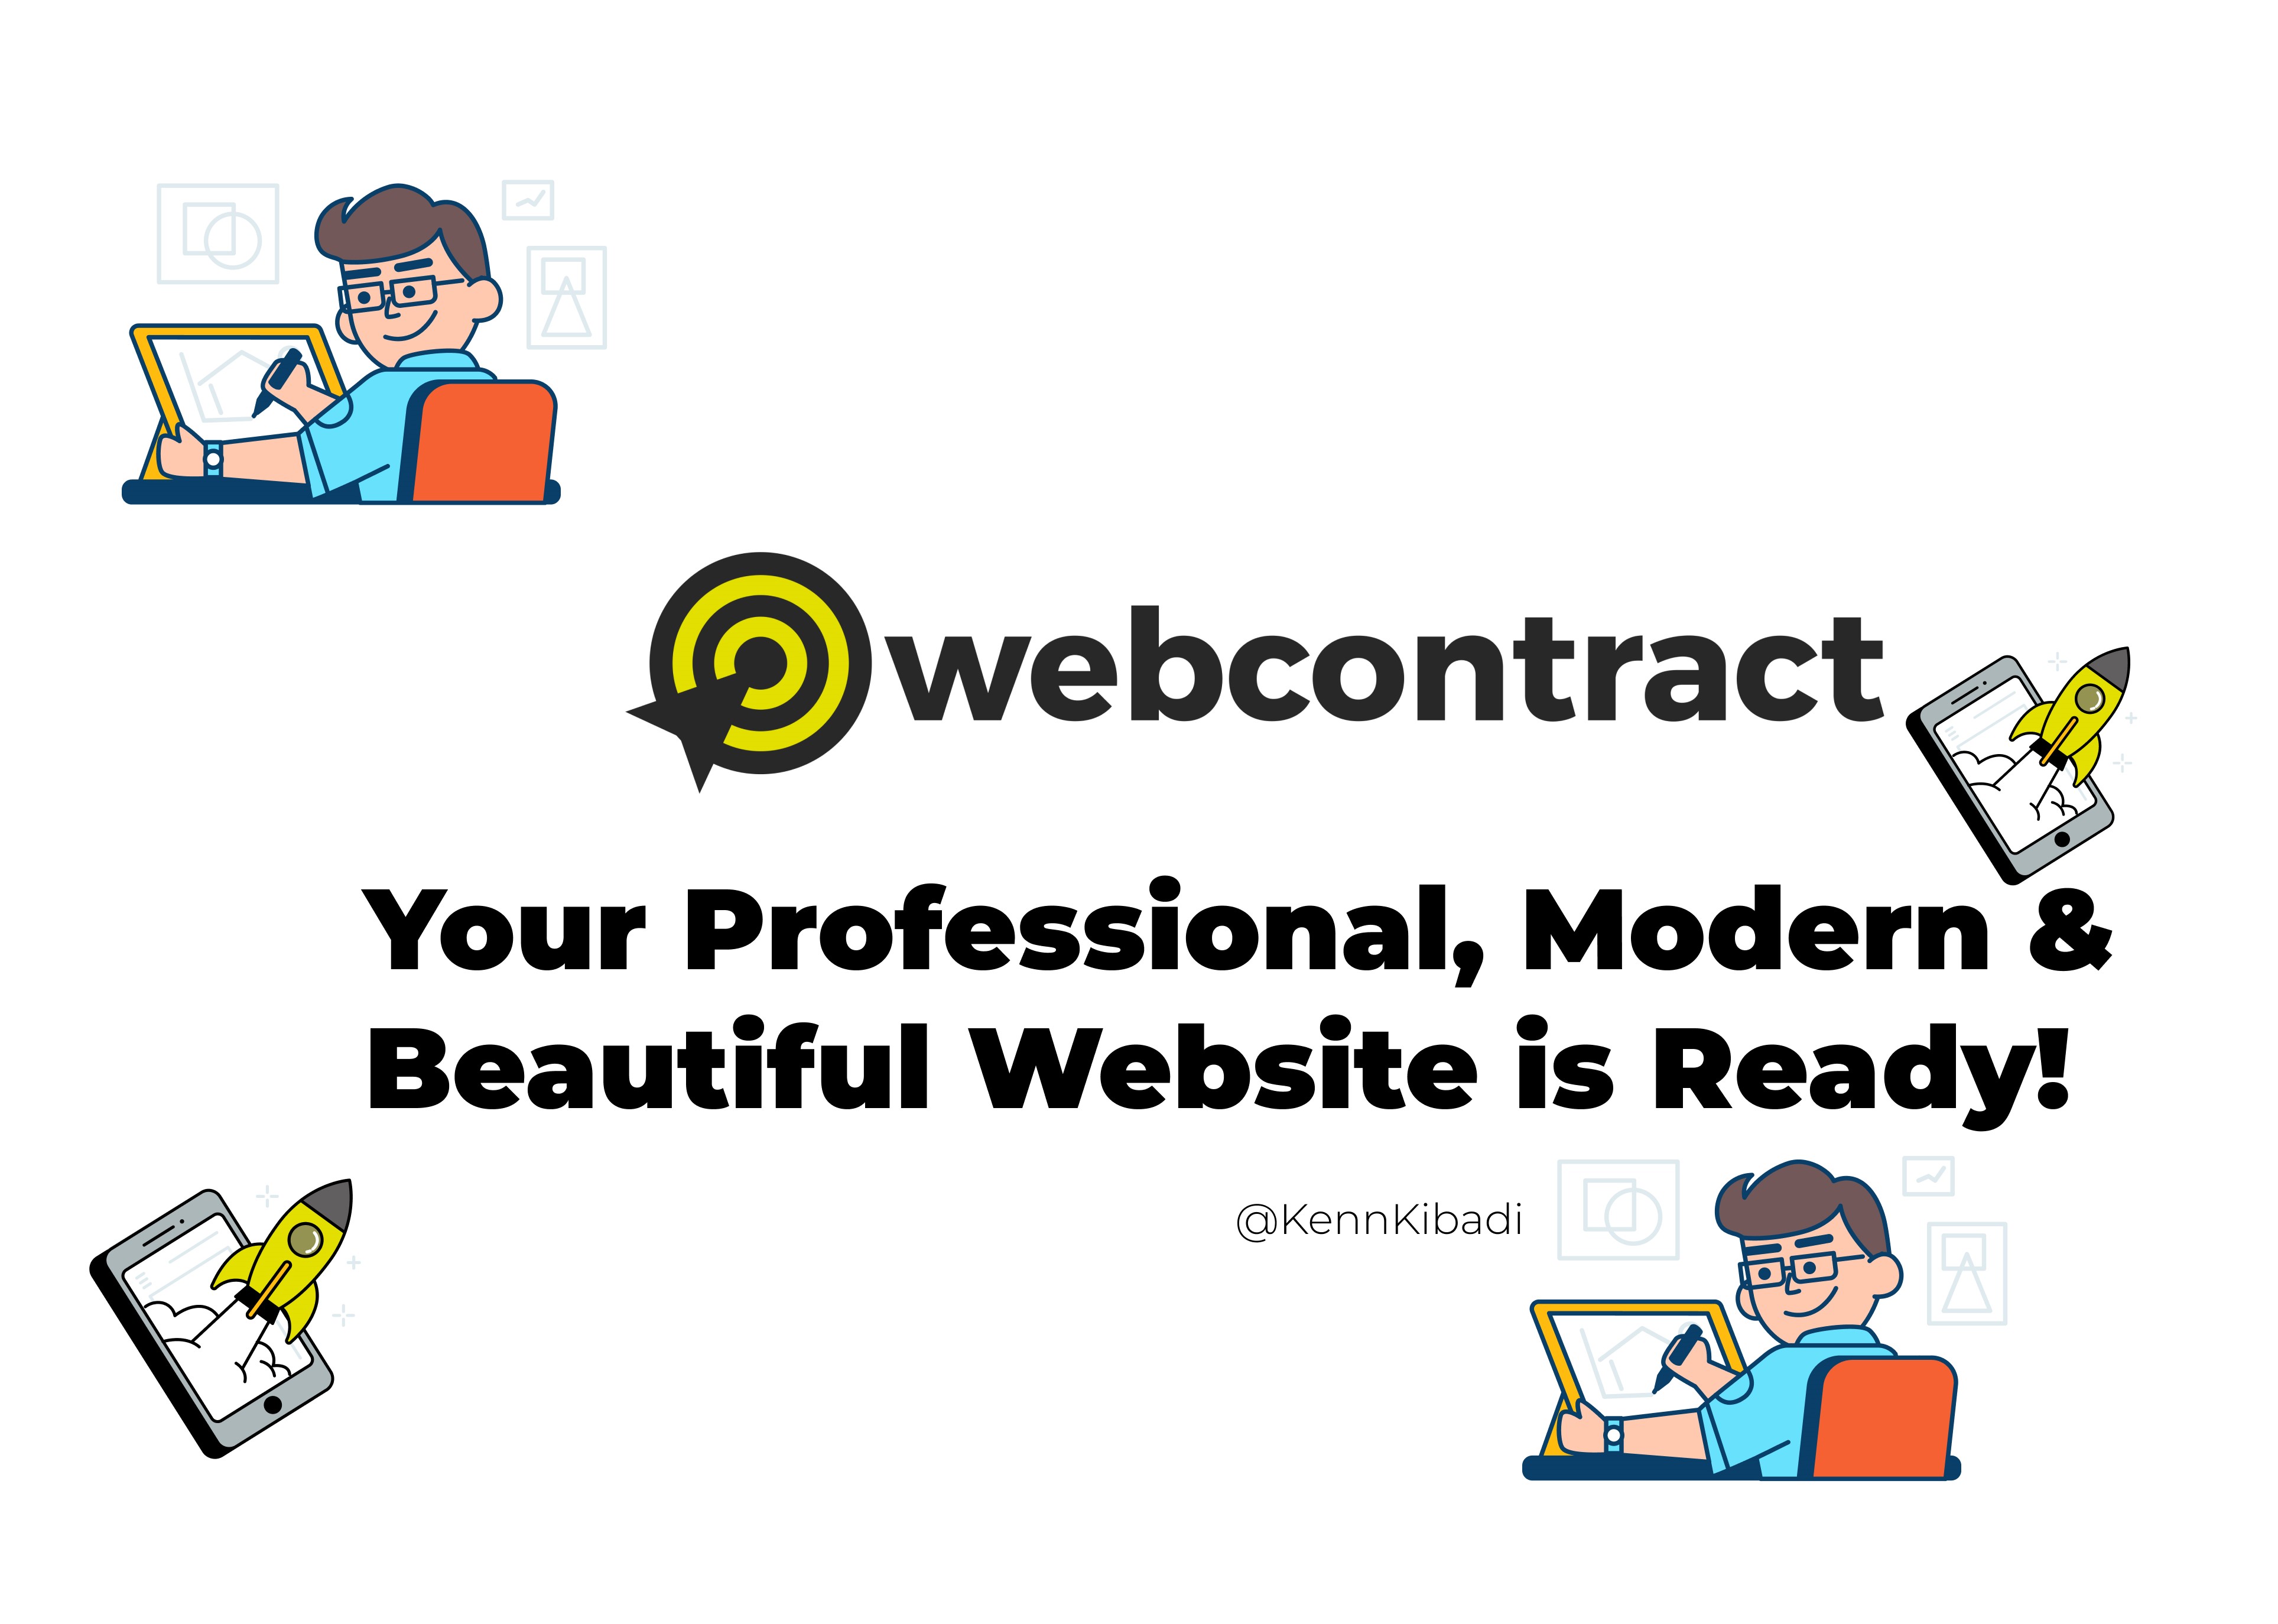 webcontract
Your Professional, Modern &
Beautiful Website is Ready!
@KennKibadi